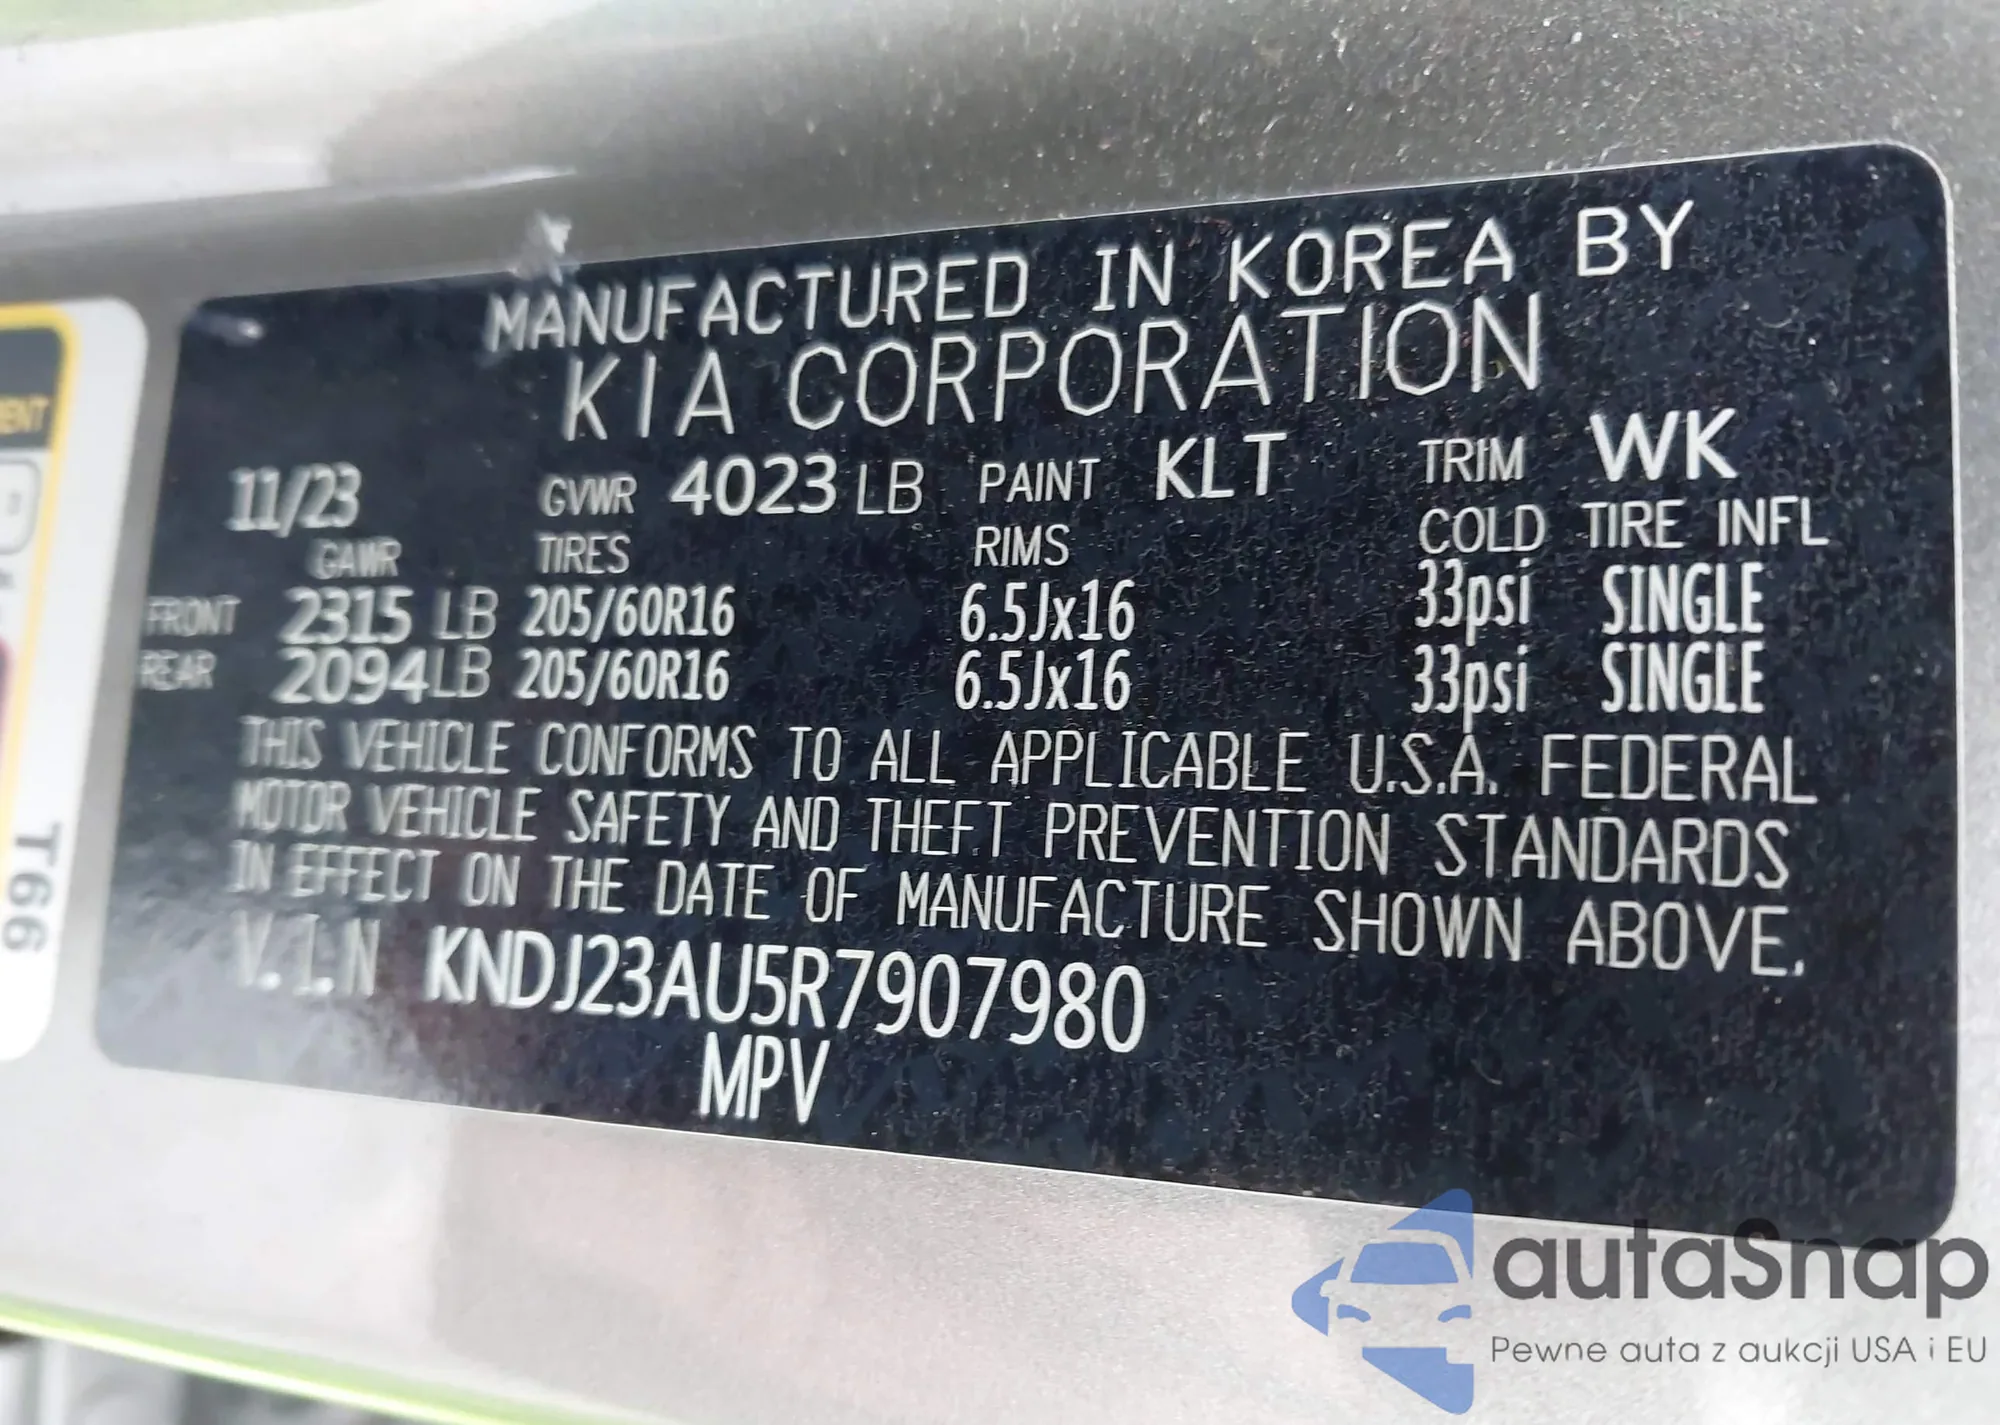 MANUFACTURED IN KOREA BY
KIA CORPORATION
11/23 GVWR 4023 LB PAINT KLT TRIM WK
GAWR TIRES RIMS COLD TIRE INFL
FRONT 2315 LB 205/60R16 6.5Jx16 33psi SINGLE
REAR 2094 LB 205/60R16 6.5Jx16 33psi SINGLE
THIS VEHICLE CONFORMS TO ALL APPLICABLE U.S.A. FEDERAL
MOTOR VEHICLE SAFETY AND THEFT PREVENTION STANDARDS
IN EFFECT ON THE DATE OF MANUFACTURE SHOWN ABOVE.
V.I.N KNDJ23AU5R7907980
MPV
T66
autaSnap
Pewne auta z aukcji USA i EU